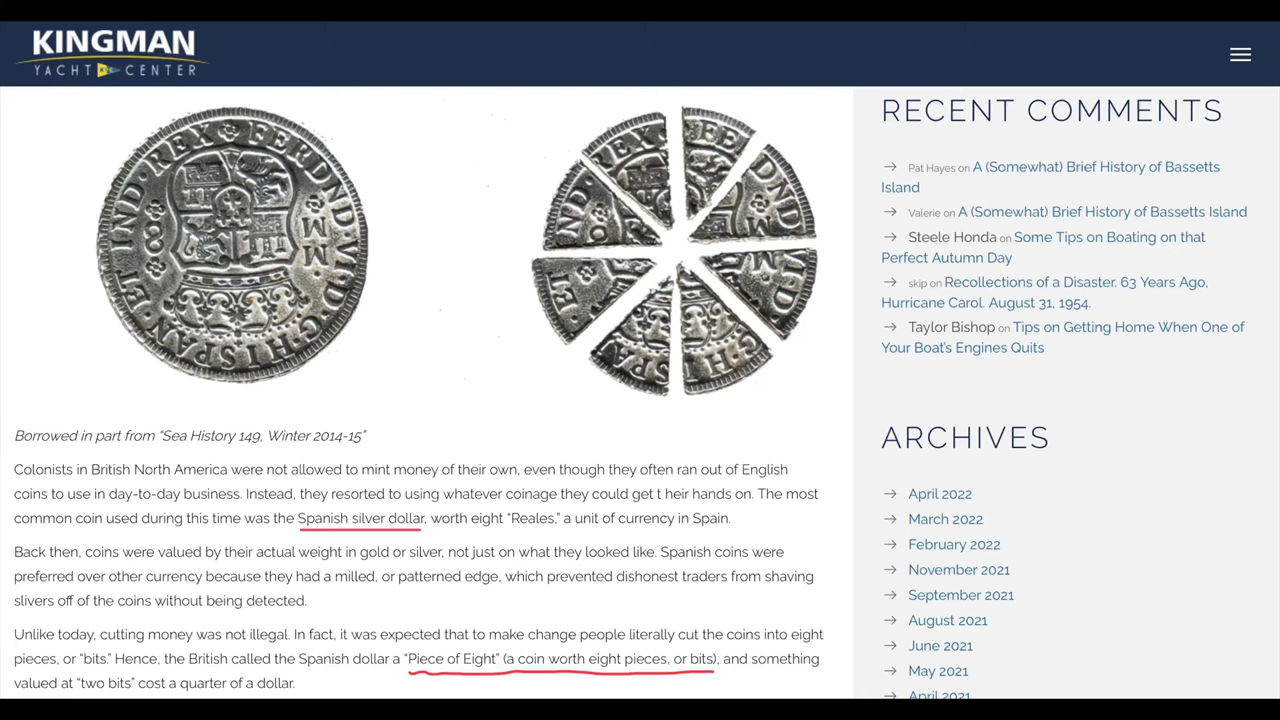 KINGMAN
YACHT CENTER
ET IND REX FERDND VI D G HISPAN
8
8
M
M
RECENT COMMENTS
Pat Hayes on A (Somewhat) Brief History of Bassetts
Island
Valerie on A (Somewhat) Brief History of Bassetts Island
Steele Honda on Some Tips on Boating on that
Perfect Autumn Day
skip on Recollections of a Disaster. 63 Years Ago,
Hurricane Carol. August 31, 1954.
Taylor Bishop on Tips on Getting Home When One of
Your Boat's Engines Quits
Borrowed in part from “Sea History 149, Winter 2014-15”
Colonists in British North America were not allowed to mint money of their own, even though they often ran out of English
coins to use in day-to-day business. Instead, they resorted to using whatever coinage they could get t heir hands on. The most
common coin used during this time was the Spanish silver dollar, worth eight “Reales,” a unit of currency in Spain.
Back then, coins were valued by their actual weight in gold or silver, not just on what they looked like. Spanish coins were
preferred over other currency because they had a milled, or patterned edge, which prevented dishonest traders from shaving
slivers off of the coins without being detected.
Unlike today, cutting money was not illegal. In fact, it was expected that to make change people literally cut the coins into eight
pieces, or “bits.” Hence, the British called the Spanish dollar a “Piece of Eight” (a coin worth eight pieces, or bits), and something
valued at “two bits” cost a quarter of a dollar.
ARCHIVES
April 2022
March 2022
February 2022
November 2021
September 2021
August 2021
June 2021
May 2021
April 2021